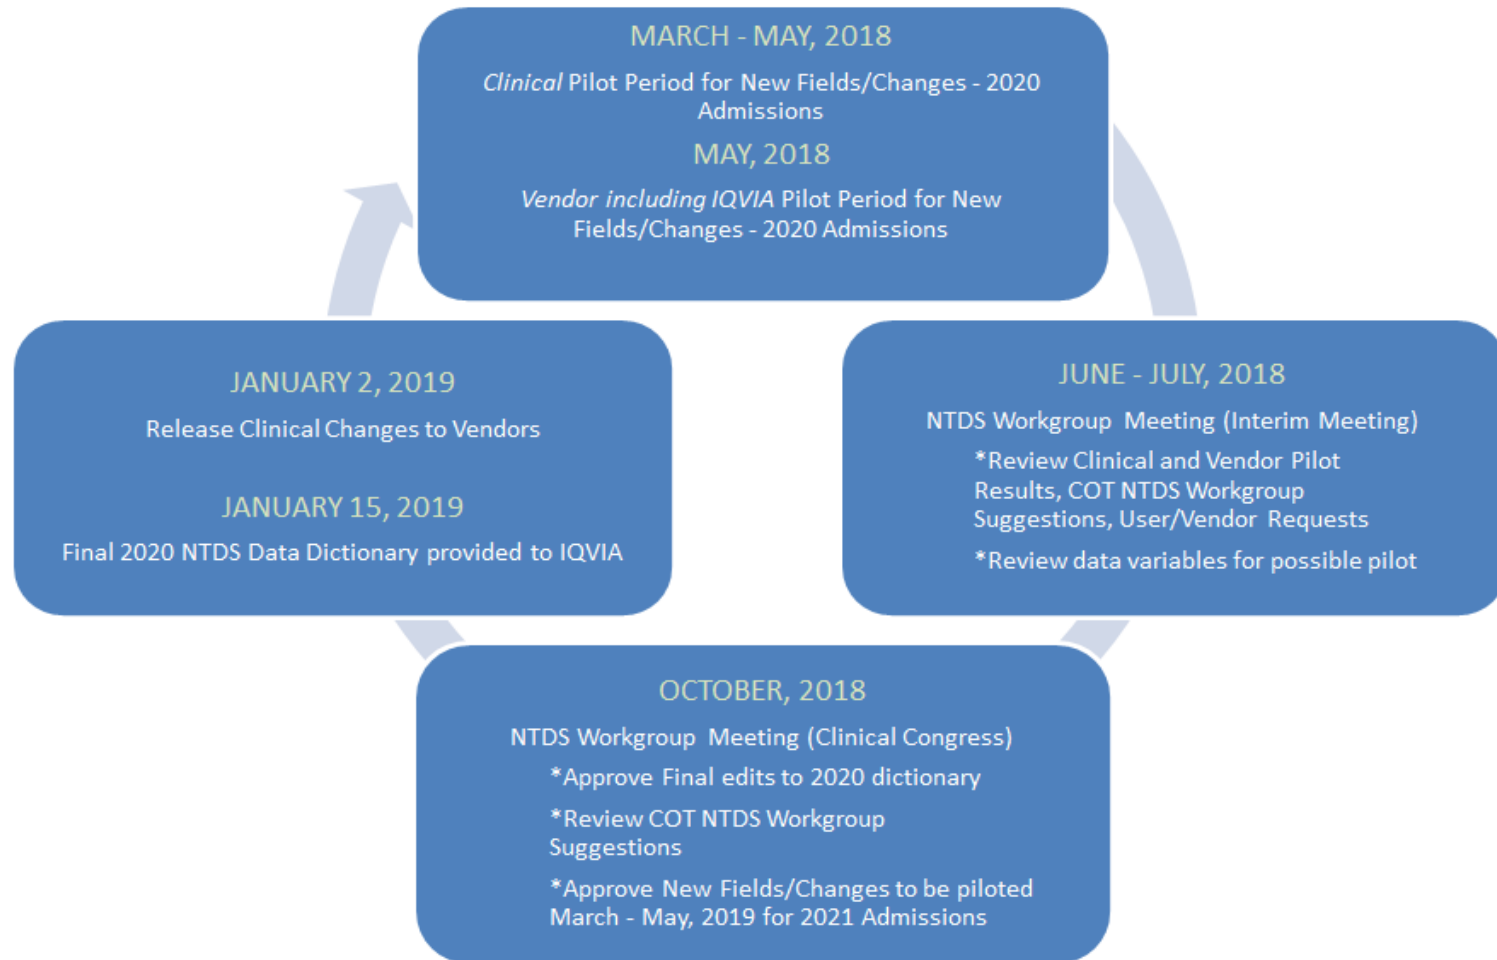 MARCH - MAY, 2018
Clinical Pilot Period for New Fields/Changes - 2020
Admissions
MAY, 2018
Vendor including IQVIA Pilot Period for New
Fields/Changes - 2020 Admissions
JUNE - JULY, 2018
NTDS Workgroup Meeting (Interim Meeting)
*Review Clinical and Vendor Pilot
Results, COT NTDS Workgroup
Suggestions, User/Vendor Requests
*Review data variables for possible pilot
OCTOBER, 2018
NTDS Workgroup Meeting (Clinical Congress)
*Approve Final edits to 2020 dictionary
*Review COT NTDS Workgroup
Suggestions
*Approve New Fields/Changes to be piloted
March - May, 2019 for 2021 Admissions
JANUARY 2, 2019
Release Clinical Changes to Vendors
JANUARY 15, 2019
Final 2020 NTDS Data Dictionary provided to IQVIA